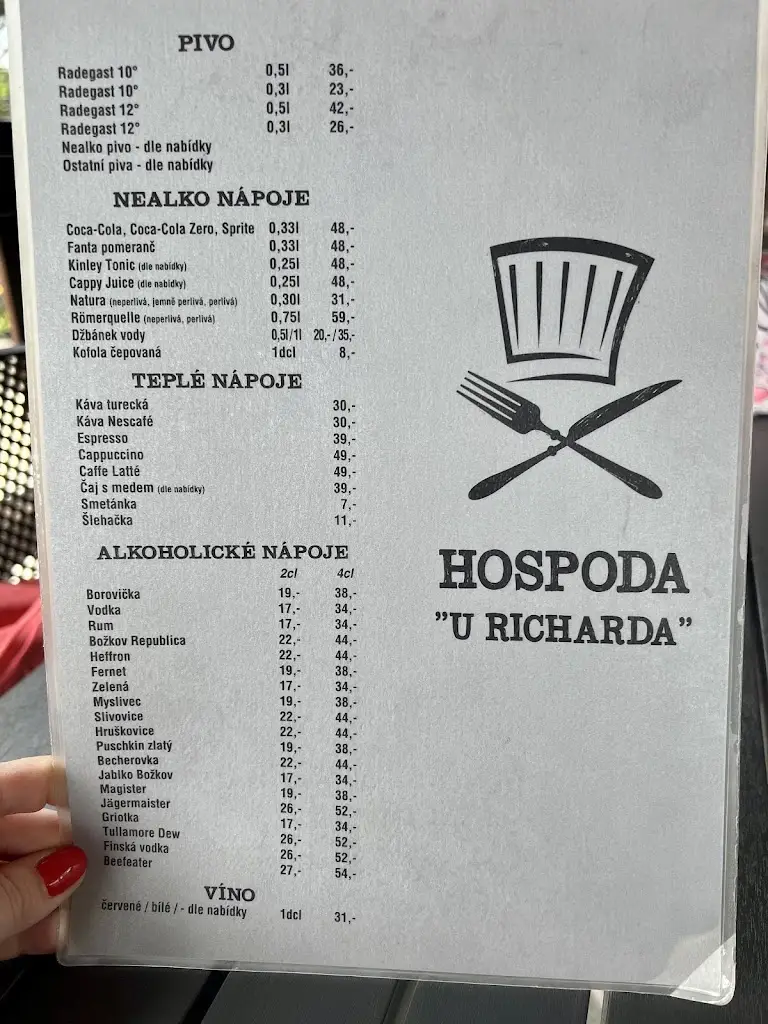 PIVO
Radegast 10° 0,5l 36,-
Radegast 10° 0,3l 23,-
Radegast 12° 0,5l 42,-
Radegast 12° 0,3l 26,-
Nealko pivo - dle nabídky
Ostatní piva - dle nabídky
NEALKO NÁPOJE
Coca-Cola, Coca-Cola Zero, Sprite 0,33l 48,-
Fanta pomeranč 0,33l 48,-
Kinley Tonic (dle nabídky) 0,25l 48,-
Cappy Juice (dle nabídky) 0,25l 48,-
Natura (neperlivá, jemně perlivá, perlivá) 0,30l 31,-
Römerquelle (neperlivá, perlivá) 0,75l 59,-
Džbánek vody 0,5l/1l 20,-/35,-
Kofola čepovaná 1dcl 8,-
TEPLÉ NÁPOJE
Káva turecká 30,-
Káva Nescafé 30,-
Espresso 39,-
Cappuccino 49,-
Caffe Latté 49,-
Čaj s medem (dle nabídky) 39,-
Smetánka 7,-
Šlehačka 11,-
ALKOHOLICKÉ NÁPOJE
2cl 4cl
Borovička 19,- 38,-
Vodka 17,- 34,-
Rum 17,- 34,-
Božkov Republica 22,- 44,-
Heffron 22,- 44,-
Fernet 19,- 38,-
Zelená 17,- 34,-
Myslivec 19,- 38,-
Slivovice 22,- 44,-
Hruškovice 22,- 44,-
Puschkin zlatý 19,- 38,-
Becherovka 22,- 44,-
Jablko Božkov 17,- 34,-
Magister 19,- 38,-
Jägermaister 26,- 52,-
Griotka 17,- 34,-
Tullamore Dew 26,- 52,-
Finská vodka 26,- 52,-
Beefeater 27,- 54,-
VÍNO
červené / bílé / - dle nabídky 1dcl 31,-
HOSPODA
"U RICHARDA"